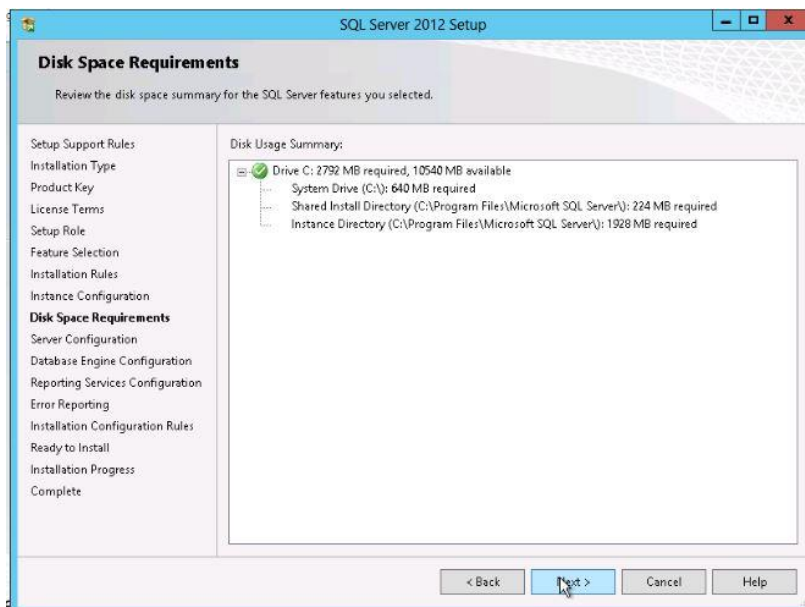 SQL Server 2012 Setup
Disk Space Requirements
Review the disk space summary for the SQL Server features you selected.
Setup Support Rules
Installation Type
Product Key
License Terms
Setup Role
Feature Selection
Installation Rules
Instance Configuration
Disk Space Requirements
Server Configuration
Database Engine Configuration
Reporting Services Configuration
Error Reporting
Installation Configuration Rules
Ready to Install
Installation Progress
Complete
Disk Usage Summary:
Drive C: 2792 MB required, 10540 MB available
System Drive (C:\): 640 MB required
Shared Install Directory (C:\Program Files\Microsoft SQL Server\): 224 MB required
Instance Directory (C:\Program Files\Microsoft SQL Server\): 1928 MB required
< Back
Next >
Cancel
Help